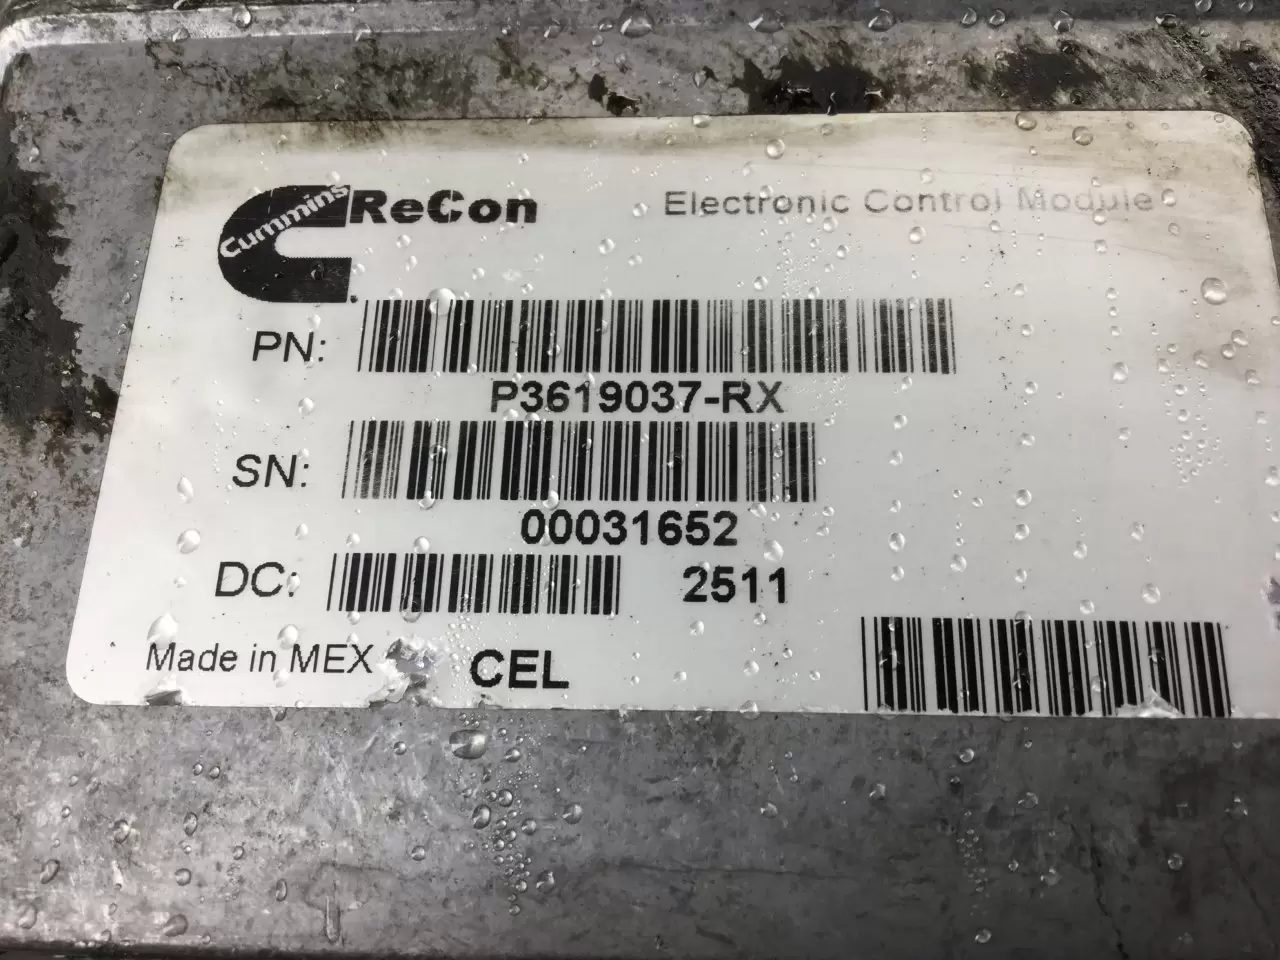 Cummins ReCon Electronic Control Module
PN:
P3619037-RX
SN:
00031652
DC: 2511
Made in MEX CEL